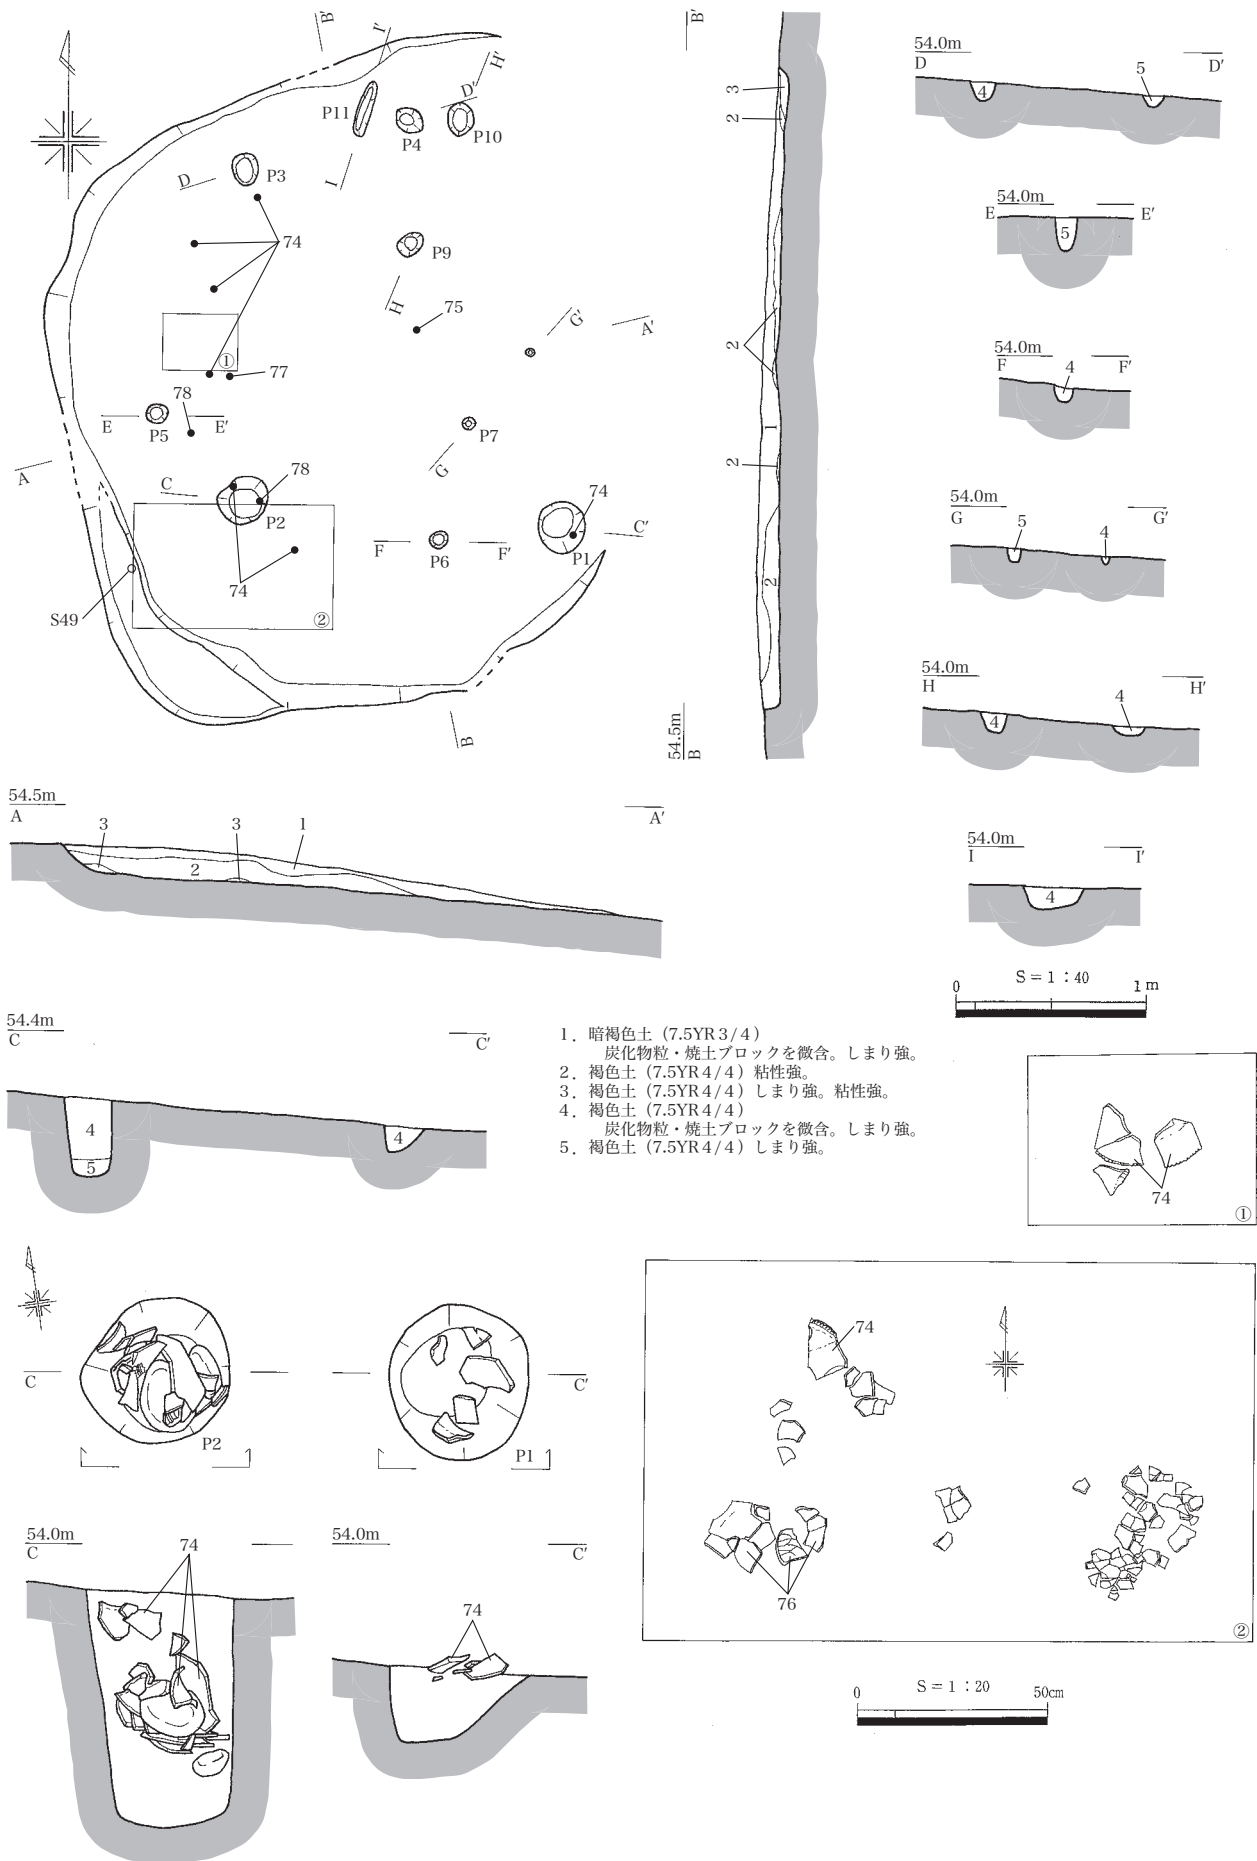 B′
I′
H′
D′
P11
P4
P10
P3
D
I
74
P9
H
75
G′
A′
①
77
78
E
P5
E′
P7
G
A
C
78
P2
74
P1
C′
F
P6
F′
74
S49
②
B
B′
3
2
2
1
2
2
54.5m
B
54.0m
D
D′
4
5
54.0m
E
E′
5
54.0m
F
F′
4
54.0m
G
G′
5
4
54.0m
H
H′
4
4
54.0m
I
I′
4
S=1:40
0
1m
54.5m
A
A′
3
3
1
2
54.4m
C
C′
4
5
4
1．暗褐色土（7.5YR 3/4）
炭化物粒・焼土ブロックを微含。しまり強。
2．褐色土（7.5YR 4/4）粘性強。
3．褐色土（7.5YR 4/4）しまり強。粘性強。
4．褐色土（7.5YR 4/4）
炭化物粒・焼土ブロックを微含。しまり強。
5．褐色土（7.5YR 4/4）しまり強。
74
①
C
P2
C′
P1
74
76
②
54.0m
C
74
54.0m
C′
74
S=1:20
0
50cm